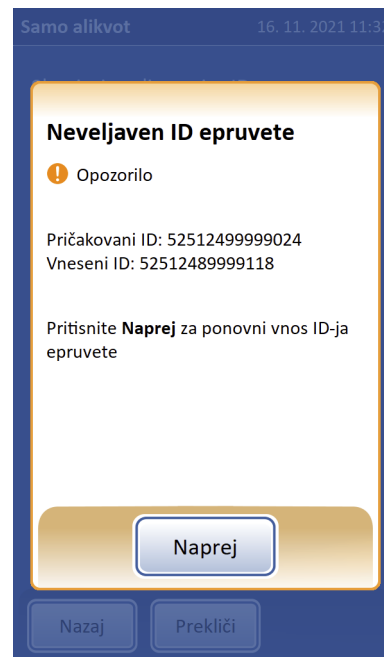 Samo alikvot 16. 11. 2021 11:32
Neveljaven ID epruvete
Opozorilo
Pričakovani ID: 52512499999024
Vneseni ID: 52512489999118
Pritisnite Naprej za ponovni vnos ID-ja
epruvete
Naprej
Nazaj Prekliči